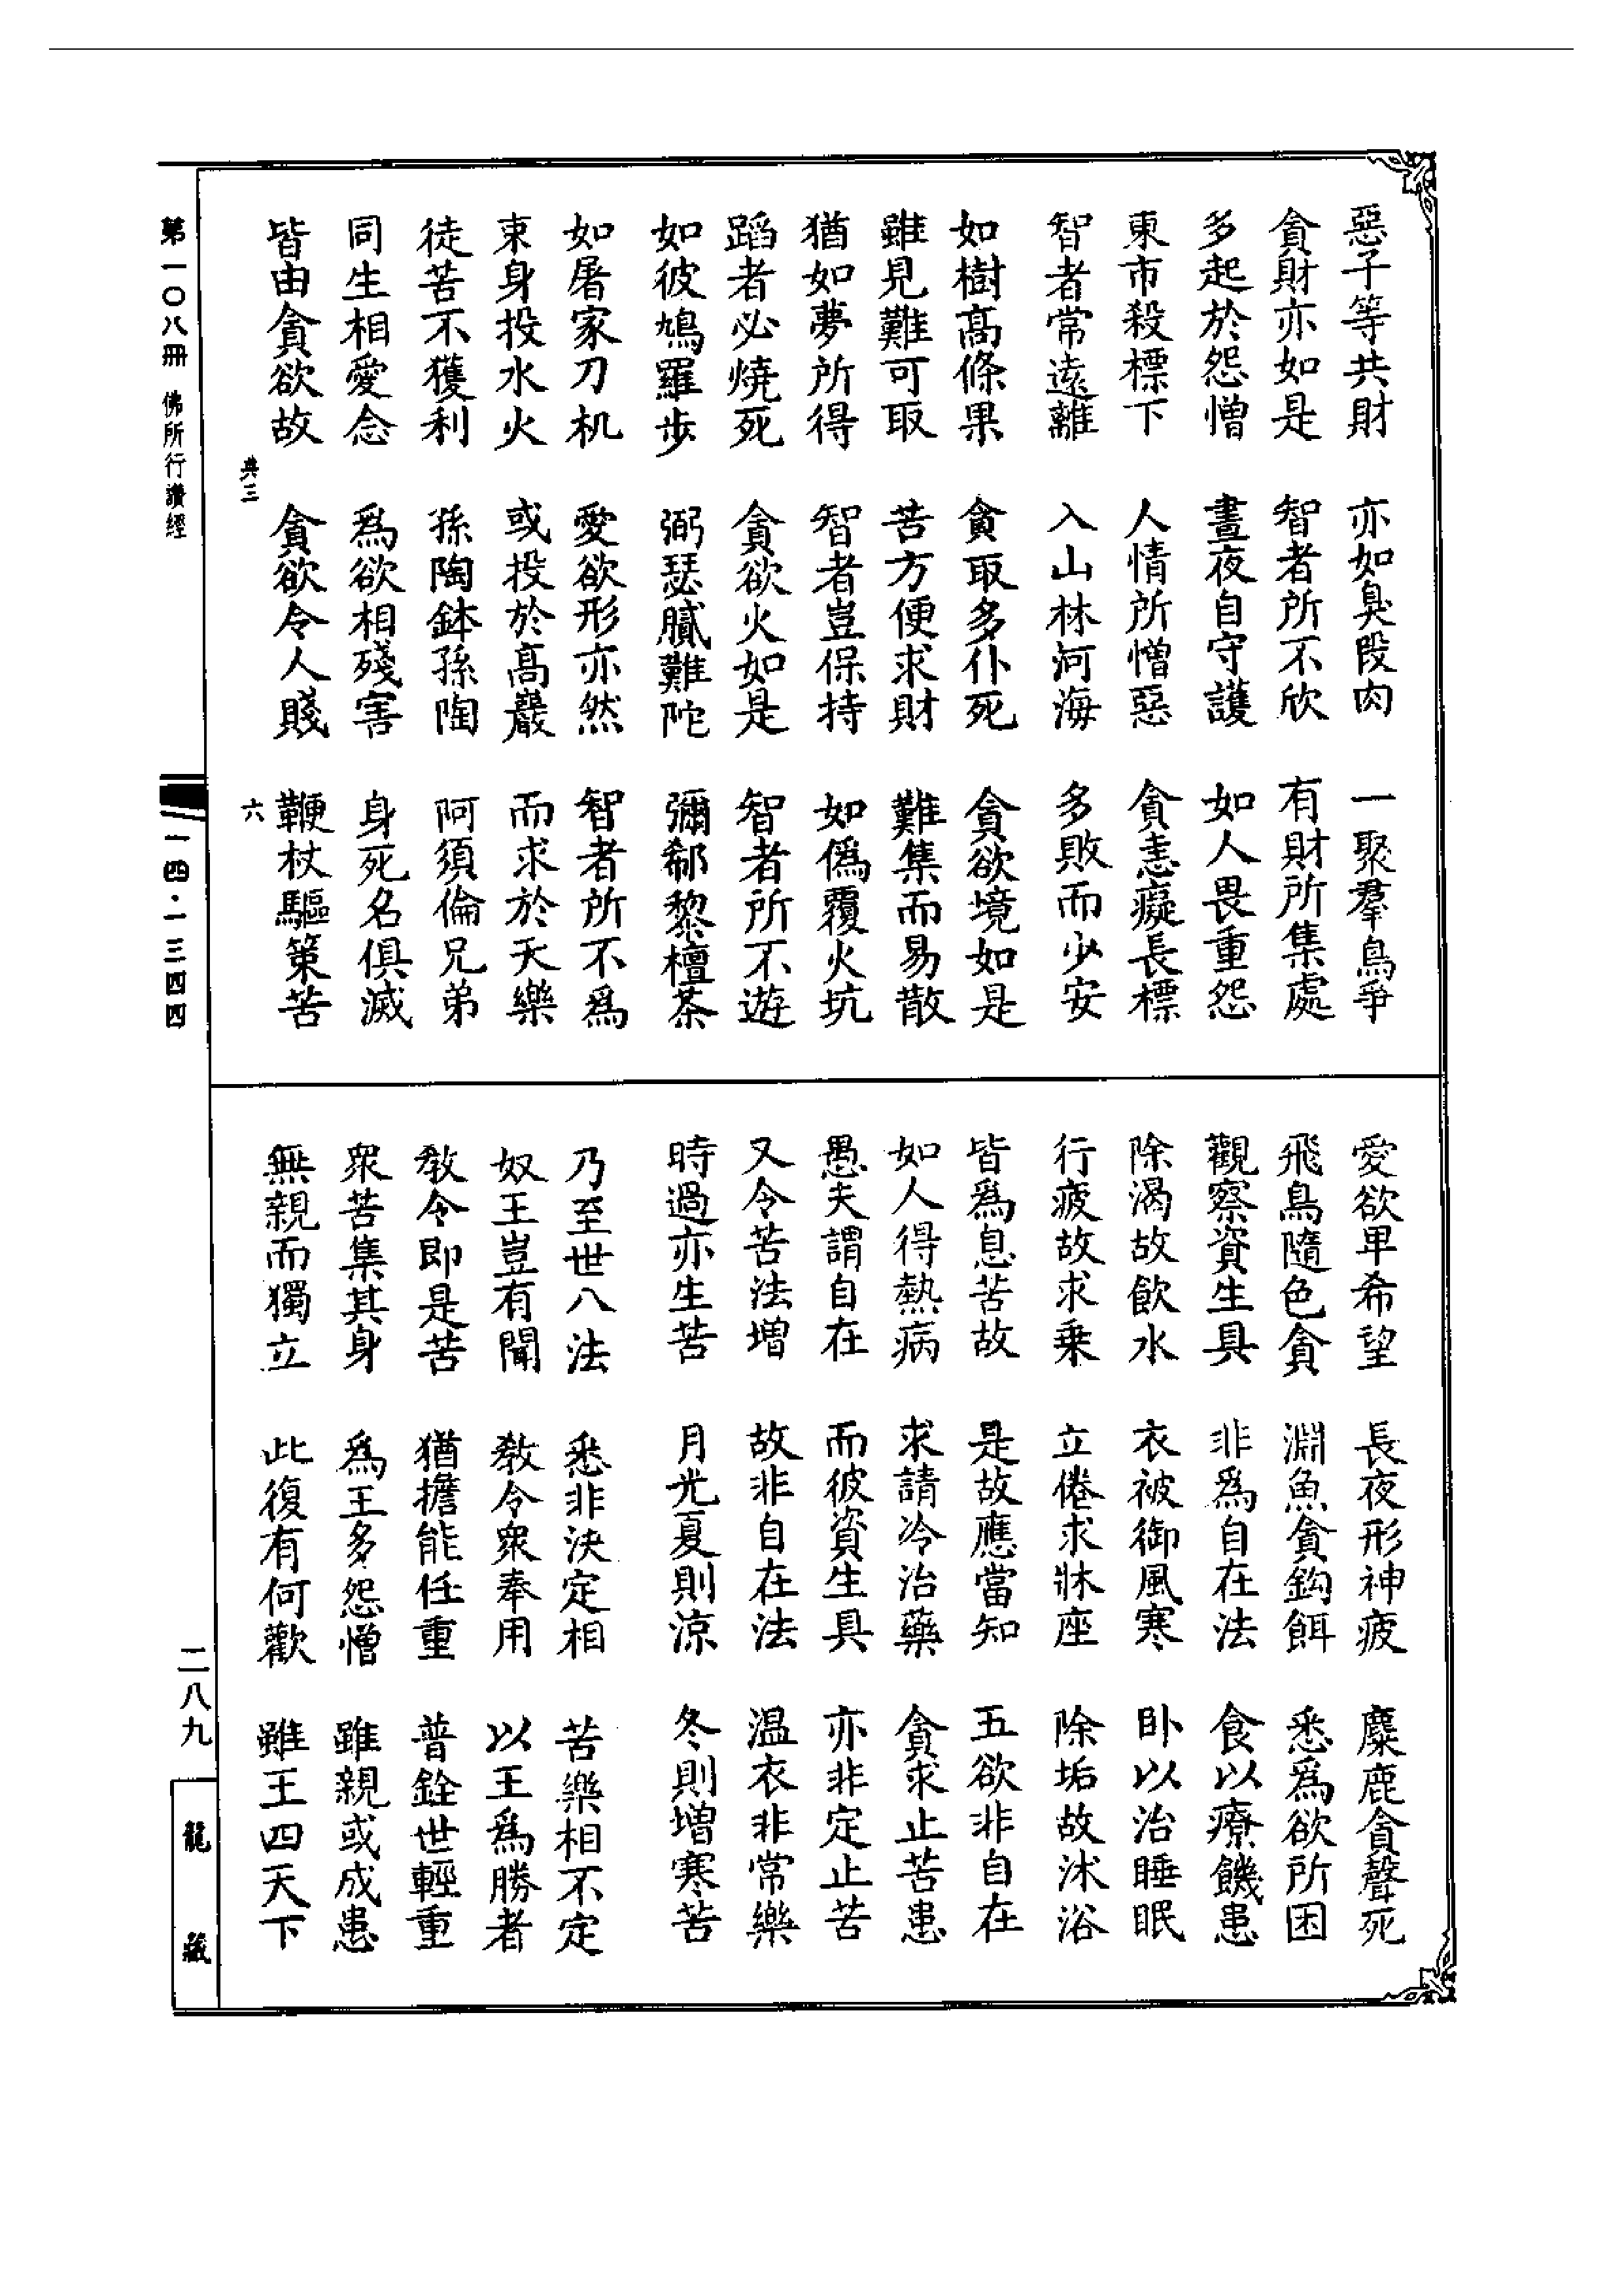 惡子等共財　亦如臭段肉　一聚羣鳥爭
貪財亦如是　智者所不欣　有財所集處
多起於怨憎　晝夜自守護　如人畏重怨
東市殺標下　人情所憎惡　貪恚癡長標
智者常遠離　入山林河海　多敗而少安
如樹高條果　貪取多仆死　貪欲境如是
雖見難可取　苦方便求財　難集而易散
猶如夢所得　智者豈保持　如偽覆火坑
蹈者必燒死　貪欲火如是　智者所不遊
如彼鳩羅步　弼瑟膩難陀　彌郗黎檀茶
如屠家刀机　愛欲形亦然　智者所不爲
束身投水火　或投於高巖　而求於天樂
徒苦不獲利　孫陶鉢孫陶　阿須倫兄弟
同生相愛念　爲欲相殘害　身死名俱滅
皆由貪欲故　貪欲令人賤　鞭杖驅策苦
典三　六
愛欲卑希望　長夜形神疲　麋鹿貪聲死
飛鳥隨色貪　淵魚貪鈎餌　悉爲欲所困
觀察資生具　非爲自在法　食以療饑患
除渴故飲水　衣被御風寒　卧以治睡眠
行疲故求乗　立倦求牀座　除垢故沐浴
皆爲息苦故　是故應當知　五欲非自在
如人得熱病　求請冷治藥　貪求止苦患
愚夫謂自在　而彼資生具　亦非定止苦
又令苦法增　故非自在法　温衣非常樂
時過亦生苦　月光夏則涼　冬則增寒苦
乃至世八法　悉非決定相　苦樂相不定
奴王豈有聞　教令衆奉用　以王爲勝者
教令即是苦　猶擔能任重　普銓世輕重
衆苦集其身　爲王多怨憎　雖親或成患
無親而獨立　此復有何歡　雖王四天下
第一〇八冊　佛所行讚經
一四·一三四四
二八九
龍藏